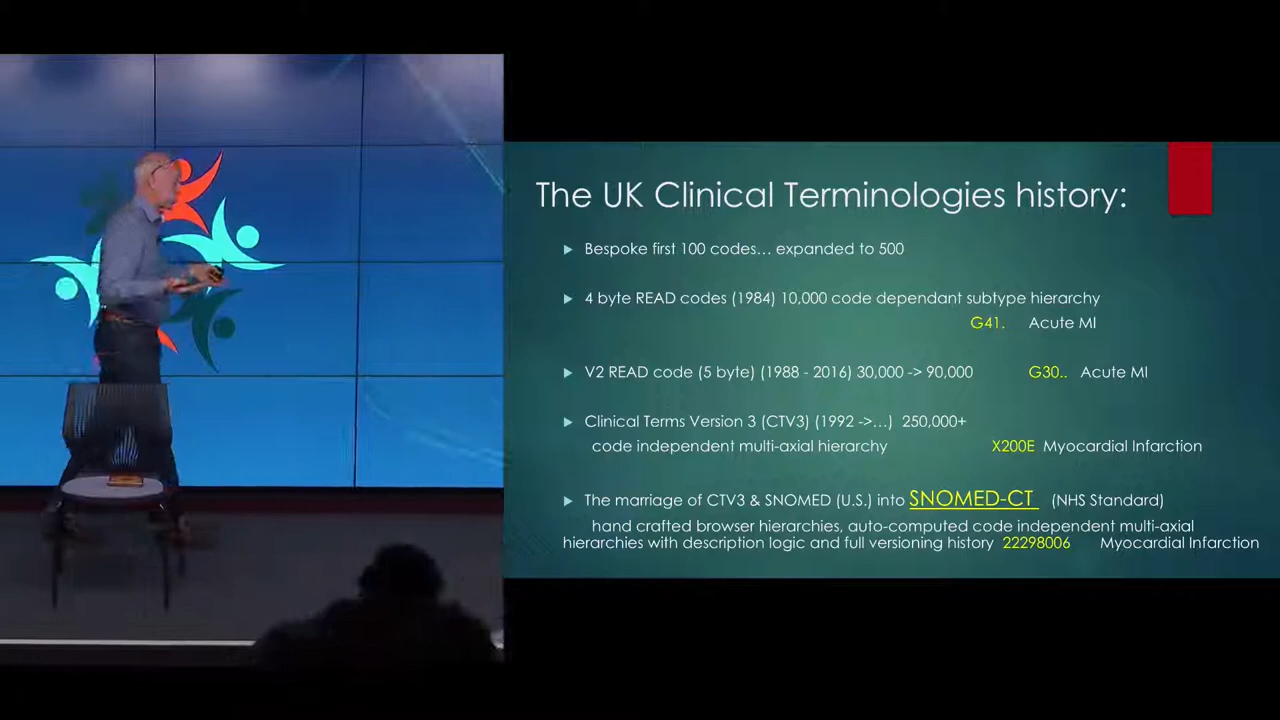 The UK Clinical Terminologies history:
Bespoke first 100 codes… expanded to 500
4 byte READ codes (1984) 10,000 code dependant subtype hierarchy
G41. Acute MI
V2 READ code (5 byte) (1988 - 2016) 30,000 -> 90,000 G30.. Acute MI
Clinical Terms Version 3 (CTV3) (1992 ->…) 250,000+
code independent multi-axial hierarchy X200E Myocardial Infarction
The marriage of CTV3 & SNOMED (U.S.) into SNOMED-CT (NHS Standard)
hand crafted browser hierarchies, auto-computed code independent multi-axial
hierarchies with description logic and full versioning history 22298006 Myocardial Infarction